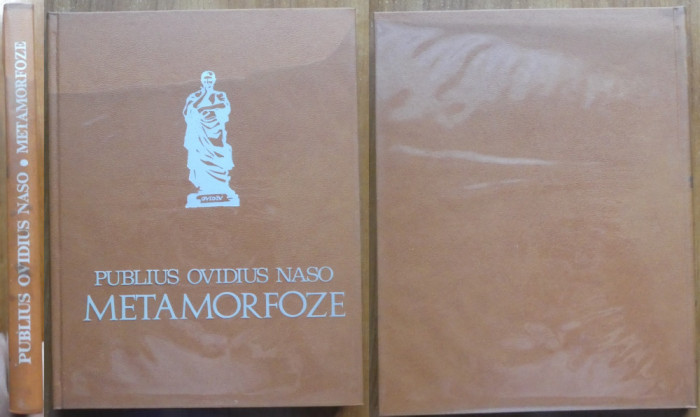 PUBLIUS OVIDIUS NASO • METAMORFOZE
PUBLIUS OVIDIUS NASO
METAMORFOZE